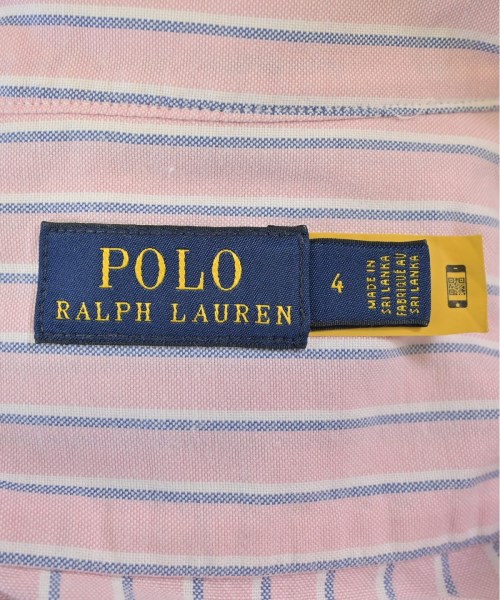 POLO
RALPH LAUREN
4
MADE IN
SRI LANKA
FABRIQUÉ AU
SRI LANKA